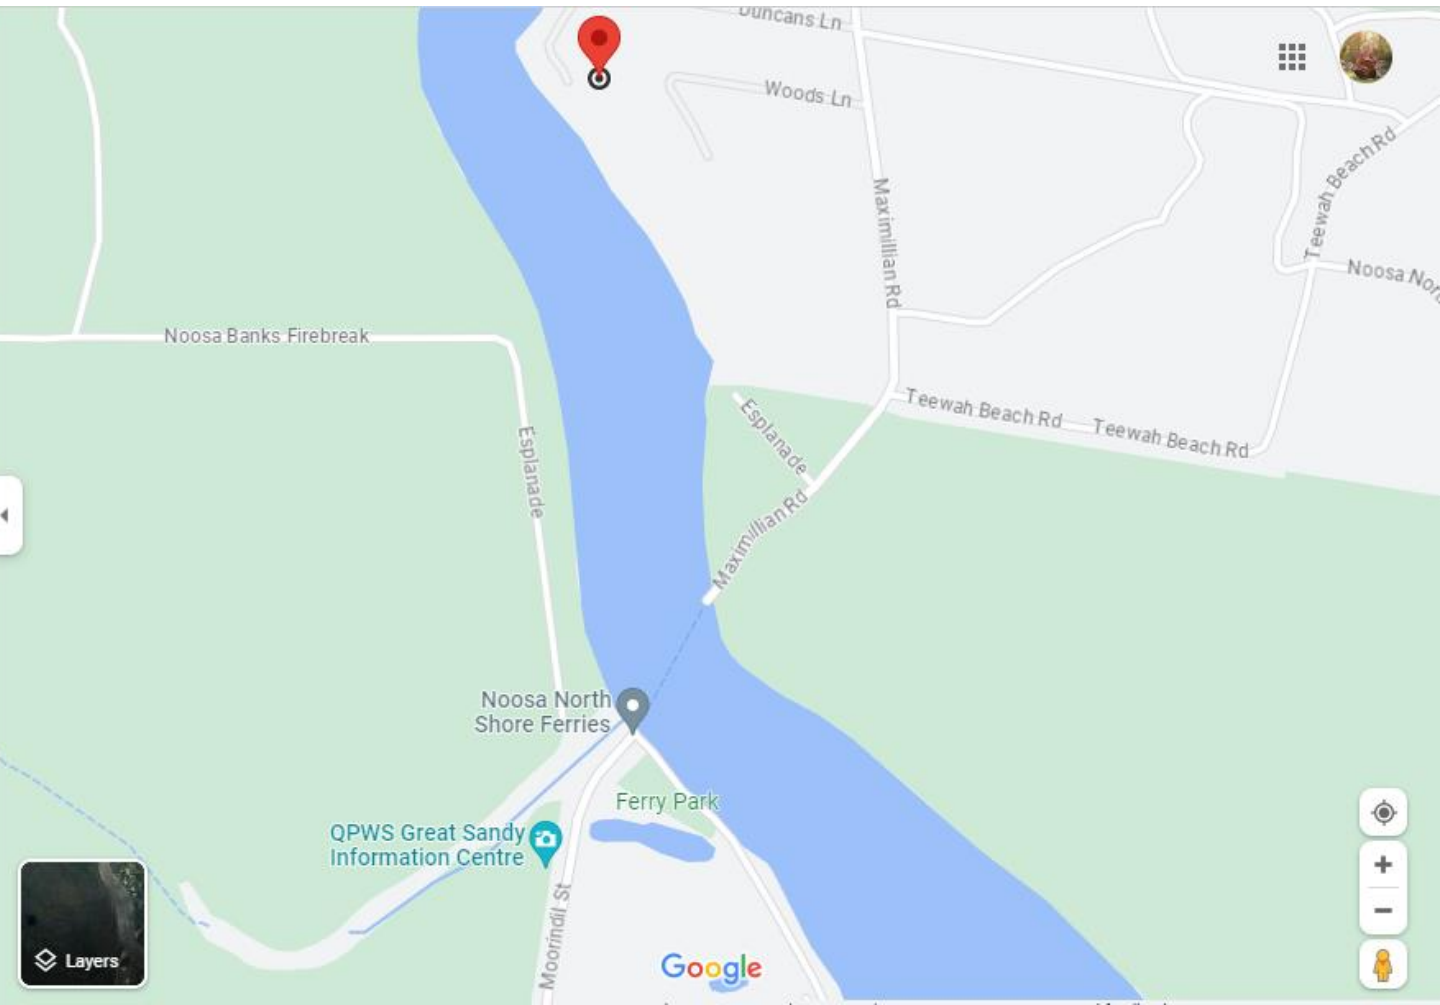 Duncans Ln
Woods Ln
Maximillian Rd
Teewah Beach Rd
Noosa Nor
Noosa Banks Firebreak
Esplanade
Esplanade
Teewah Beach Rd
Teewah Beach Rd
Maximillian Rd
Noosa North
Shore Ferries
Ferry Park
QPWS Great Sandy
Information Centre
Moorindil St
Layers
Google